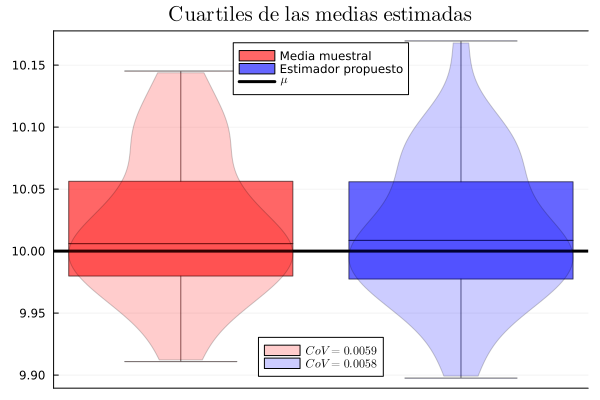 Cuartiles de las medias estimadas
Media muestral
Estimador propuesto
μ
10.15
10.10
10.05
10.00
9.95
9.90
CoV = 0.0059
CoV = 0.0058